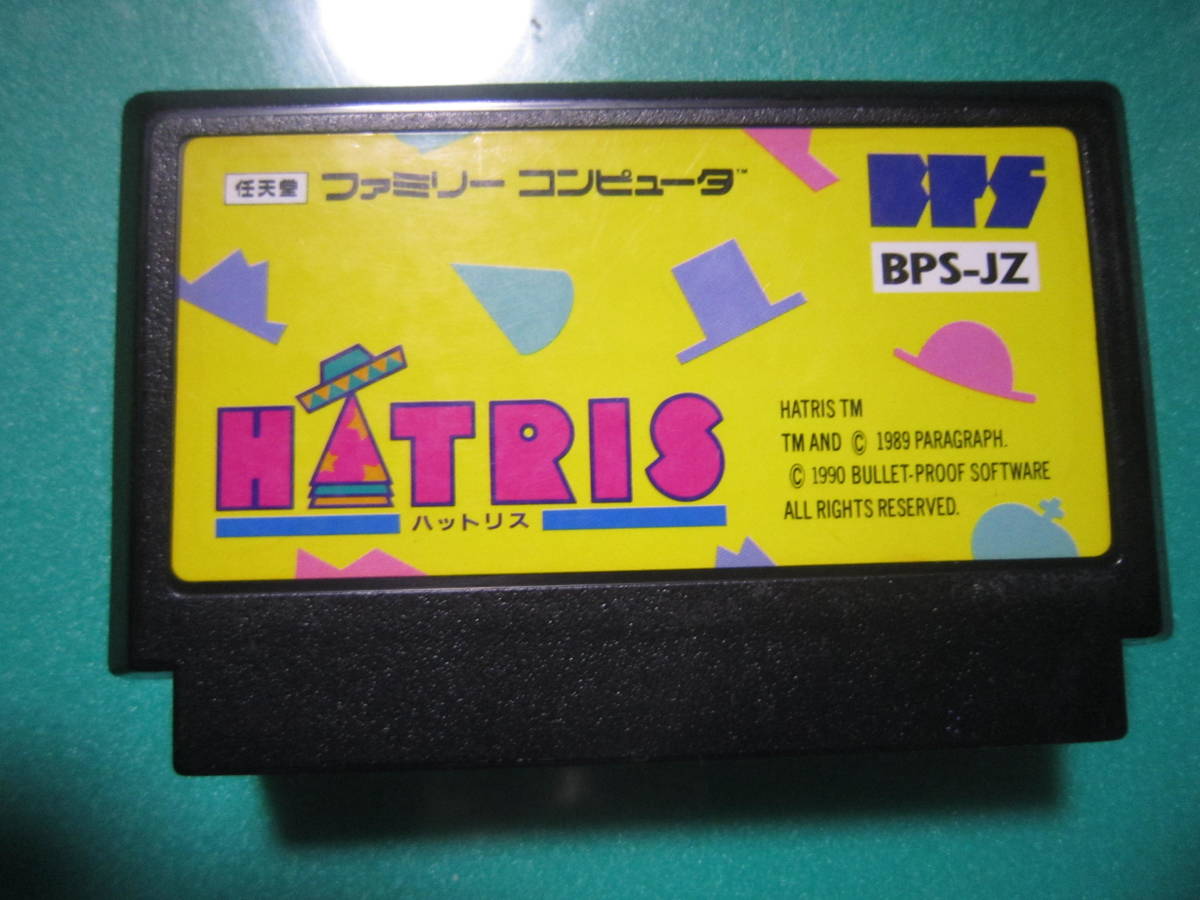 任天堂 ファミリー コンピュータ™
BPS
BPS-JZ
HATRIS
ハットリス
HATRIS TM
TM AND © 1989 PARAGRAPH.
© 1990 BULLET-PROOF SOFTWARE
ALL RIGHTS RESERVED.